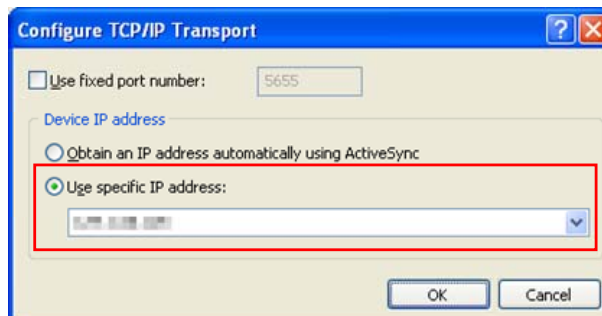 Configure TCP/IP Transport
Use fixed port number: 5655
Device IP address
Obtain an IP address automatically using ActiveSync
Use specific IP address:
OK Cancel